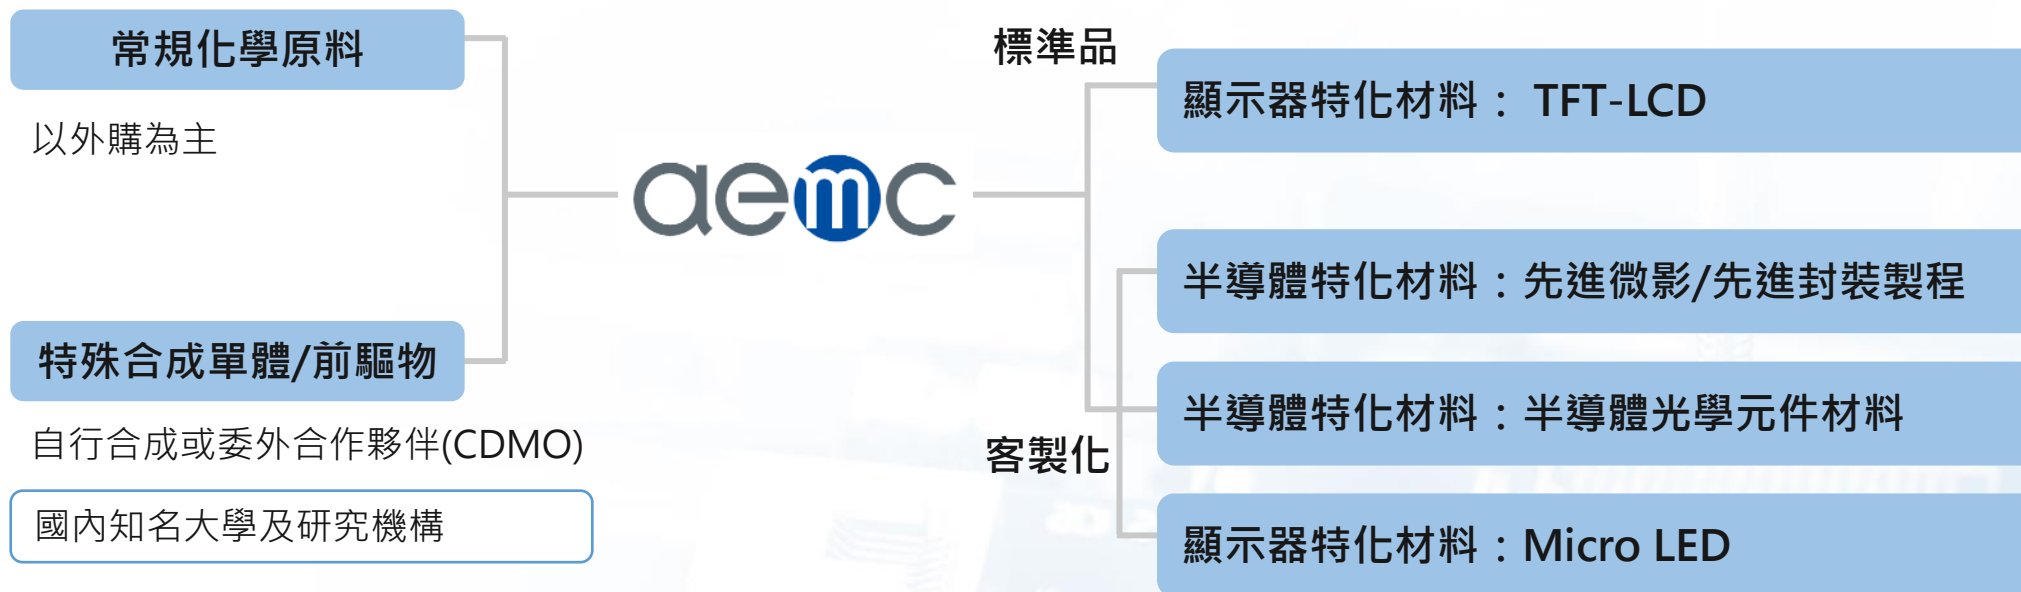 常規化學原料
以外購為主
特殊合成單體/前驅物
自行合成或委外合作夥伴(CDMO)
國內知名大學及研究機構
aemc
標準品
客製化
顯示器特化材料： TFT-LCD
半導體特化材料：先進微影/先進封裝製程
半導體特化材料：半導體光學元件材料
顯示器特化材料：Micro LED